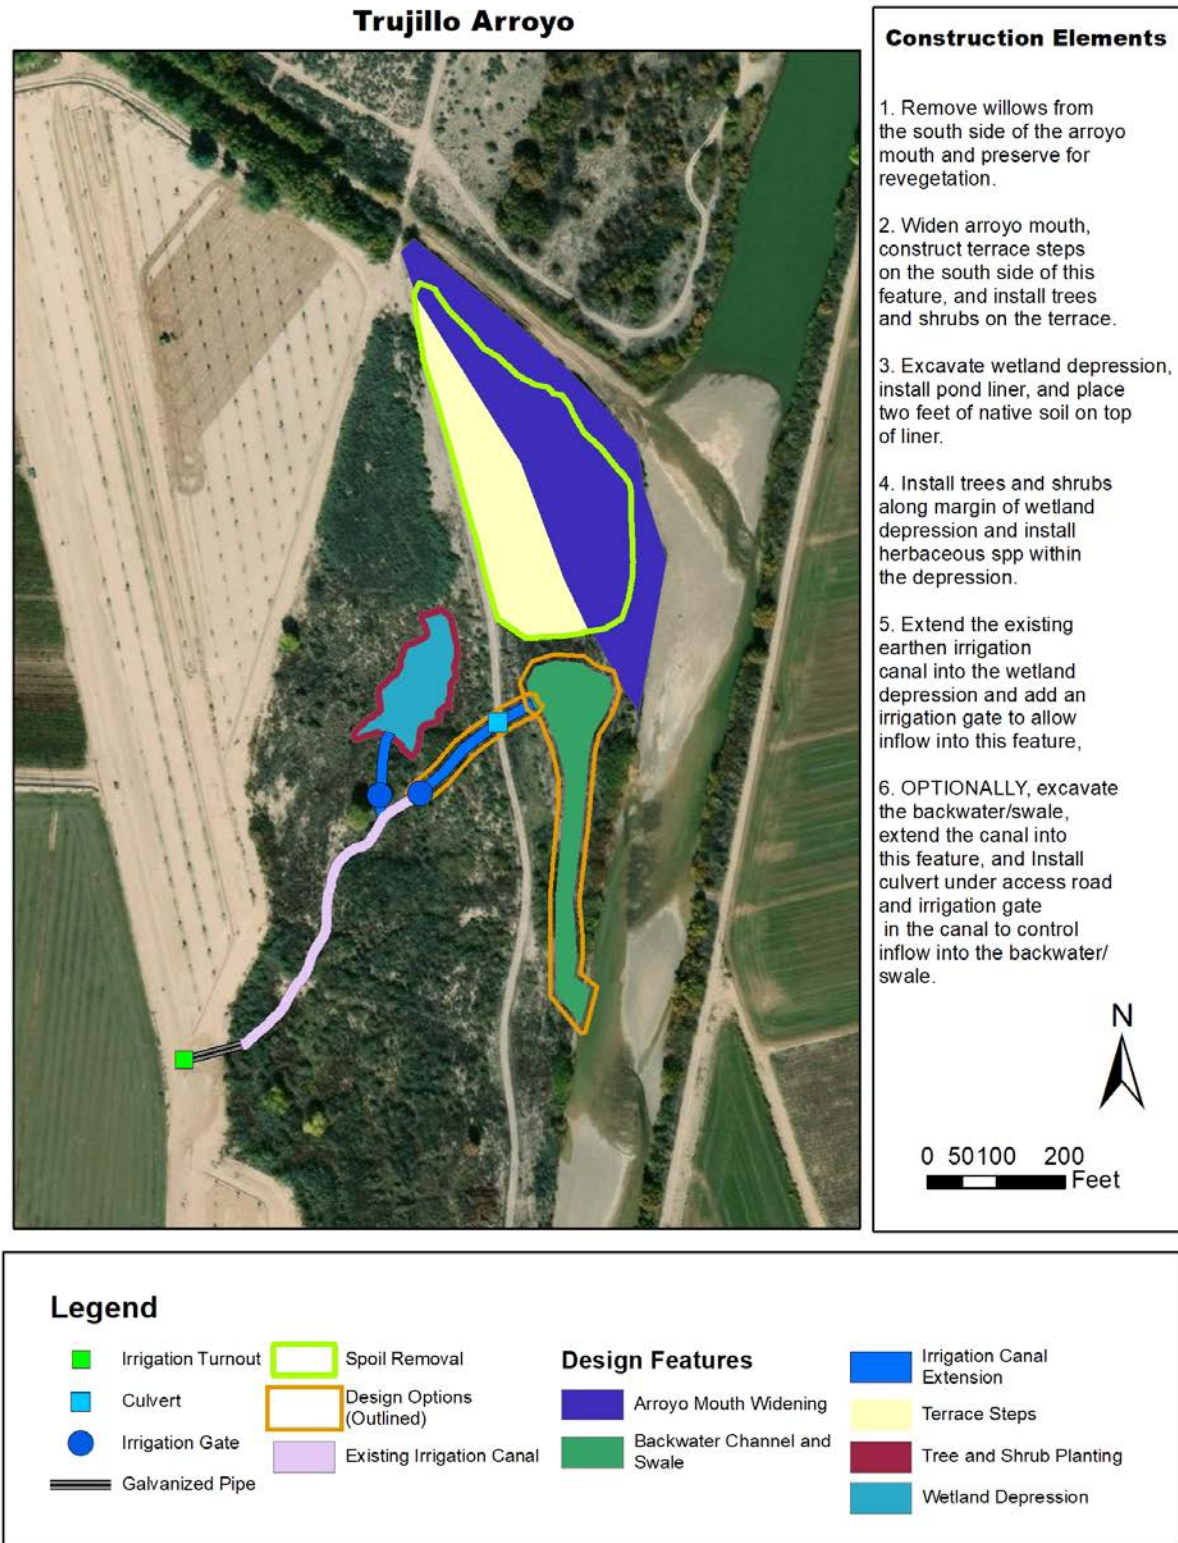 Trujillo Arroyo
Construction Elements
1. Remove willows from
the south side of the arroyo
mouth and preserve for
revegetation.
2. Widen arroyo mouth,
construct terrace steps
on the south side of this
feature, and install trees
and shrubs on the terrace.
3. Excavate wetland depression,
install pond liner, and place
two feet of native soil on top
of liner.
4. Install trees and shrubs
along margin of wetland
depression and install
herbaceous spp within
the depression.
5. Extend the existing
earthen irrigation
canal into the wetland
depression and add an
irrigation gate to allow
inflow into this feature,
6. OPTIONALLY, excavate
the backwater/swale,
extend the canal into
this feature, and Install
culvert under access road
and irrigation gate
in the canal to control
inflow into the backwater/
swale.
N
0 50 100 200
Feet
Legend
Irrigation Turnout
Culvert
Irrigation Gate
Galvanized Pipe
Spoil Removal
Design Options
(Outlined)
Existing Irrigation Canal
Design Features
Arroyo Mouth Widening
Backwater Channel and
Swale
Irrigation Canal
Extension
Terrace Steps
Tree and Shrub Planting
Wetland Depression